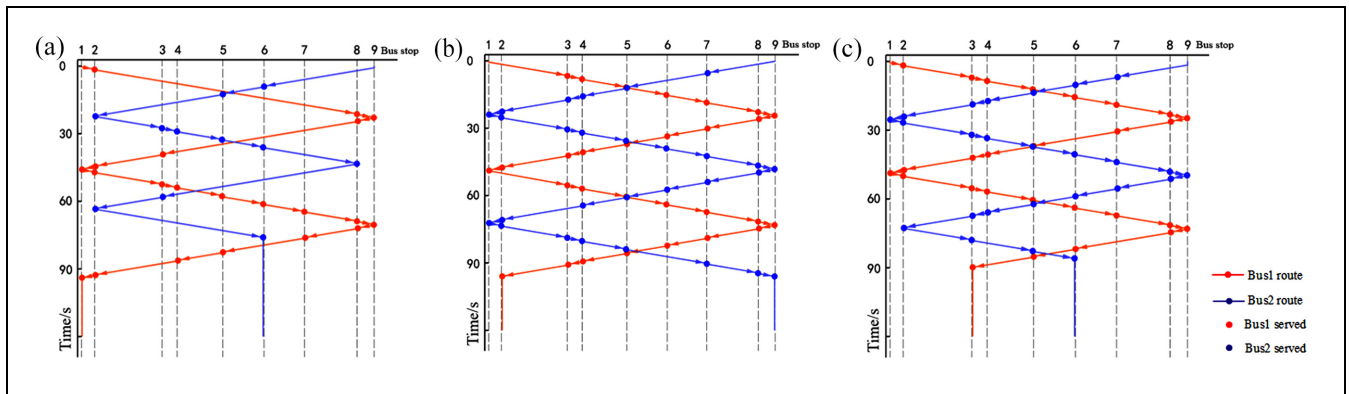 (a)
1 2 3 4 5 6 7 8 9 Bus stop
0
30
60
90
Time/s
(b)
1 2 3 4 5 6 7 8 9 Bus stop
0
30
60
90
Time/s
(c)
1 2 3 4 5 6 7 8 9 Bus stop
0
30
60
90
Time/s
Bus1 route
Bus2 route
Bus1 served
Bus2 served